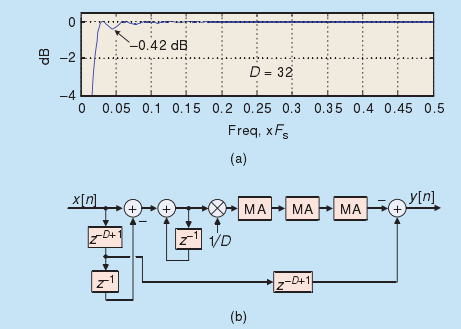 0
−0.42 dB
dB
−2
D = 32
−4
0 0.05 0.1 0.15 0.2 0.25 0.3 0.35 0.4 0.45 0.5
Freq, xFs
(a)
x[n] y[n]
+ − + 1/D MA MA MA − +
z−D+1
z−1
z−1
z−D+1
(b)